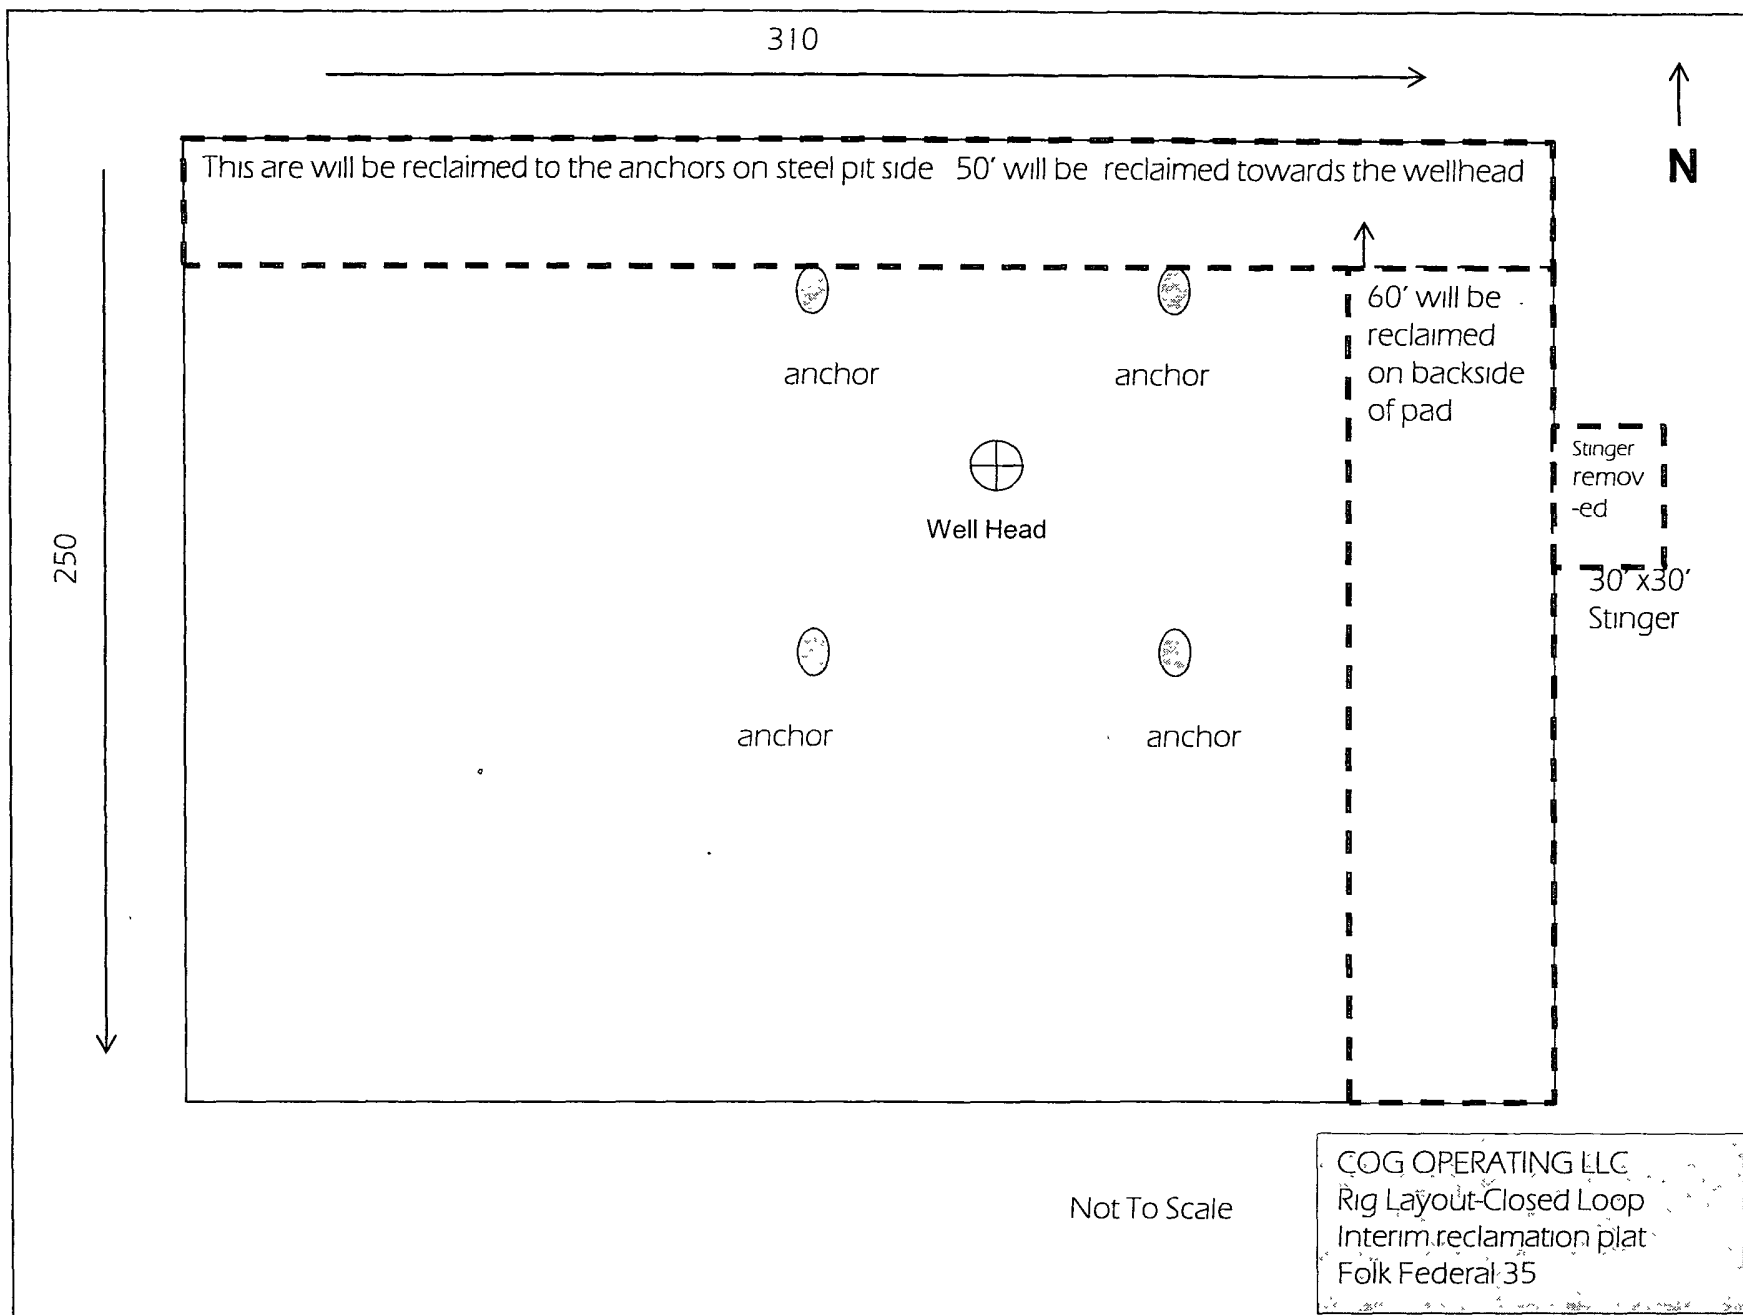 310
N
This are will be reclaimed to the anchors on steel pit side 50' will be reclaimed towards the wellhead
60' will be
reclaimed
on backside
of pad
anchor
anchor
Stinger
remov
-ed
Well Head
250
30' x30'
Stinger
anchor
anchor
Not To Scale
COG OPERATING LLC
Rig Layout-Closed Loop
Interim reclamation plat
Folk Federal 35